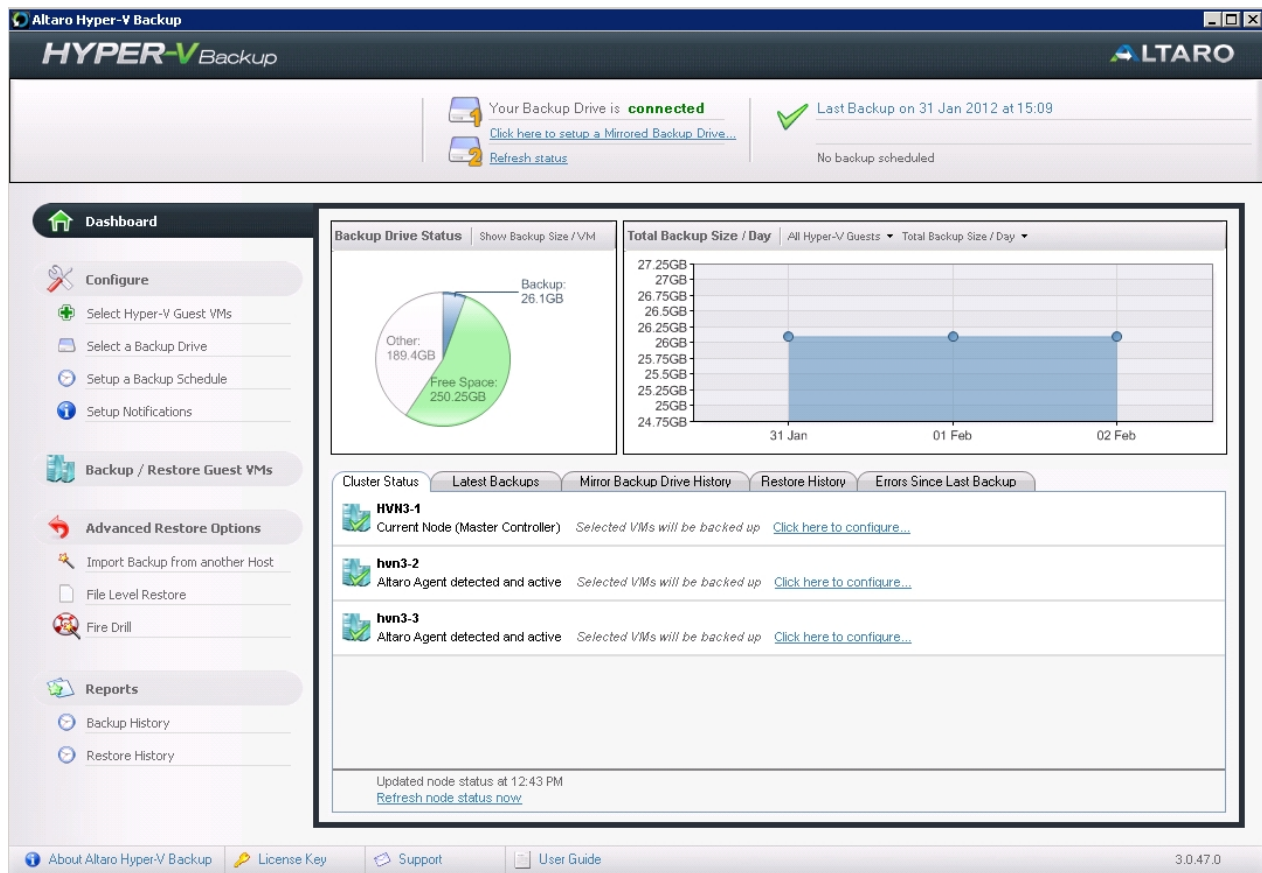 Altaro Hyper-V Backup
HYPER-V Backup
ALTARO
Your Backup Drive is connected
Click here to setup a Mirrored Backup Drive...
Refresh status
1
2
Last Backup on 31 Jan 2012 at 15:09
No backup scheduled
Dashboard
Configure
Select Hyper-V Guest VMs
Select a Backup Drive
Setup a Backup Schedule
Setup Notifications
Backup / Restore Guest VMs
Advanced Restore Options
Import Backup from another Host
File Level Restore
Fire Drill
Reports
Backup History
Restore History
Backup Drive Status
Show Backup Size / VM
Backup:
26.1GB
Other:
189.4GB
Free Space:
250.25GB
Total Backup Size / Day
All Hyper-V Guests
Total Backup Size / Day
27.25GB
27GB
26.75GB
26.5GB
26.25GB
26GB
25.75GB
25.5GB
25.25GB
25GB
24.75GB
31 Jan
01 Feb
02 Feb
Cluster Status
Latest Backups
Mirror Backup Drive History
Restore History
Errors Since Last Backup
HVN3-1
Current Node (Master Controller) Selected VMs will be backed up Click here to configure...
hvn3-2
Altaro Agent detected and active Selected VMs will be backed up Click here to configure...
hvn3-3
Altaro Agent detected and active Selected VMs will be backed up Click here to configure...
Updated node status at 12:43 PM
Refresh node status now
About Altaro Hyper-V Backup
License Key
Support
User Guide
3.0.47.0